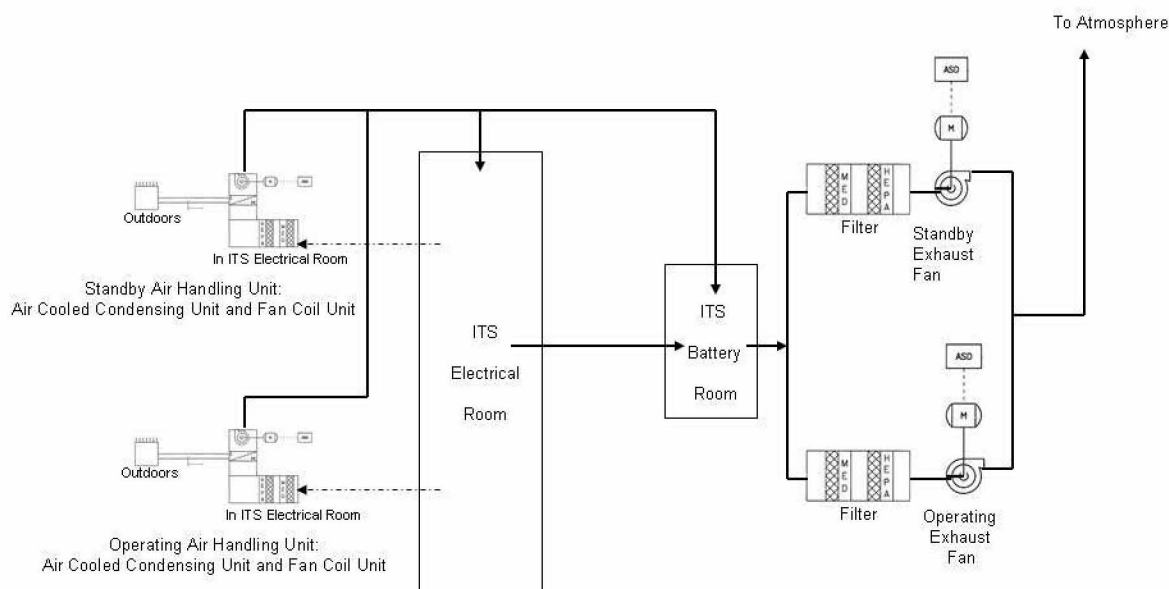 To Atmosphere
ASD
M
MED
HEPA
Filter
Standby
Exhaust
Fan
Outdoors
In ITS Electrical Room
Standby Air Handling Unit:
Air Cooled Condensing Unit and Fan Coil Unit
ITS
Electrical
Room
ITS
Battery
Room
ASD
M
MED
HEPA
Filter
Operating
Exhaust
Fan
Outdoors
In ITS Electrical Room
Operating Air Handling Unit:
Air Cooled Condensing Unit and Fan Coil Unit